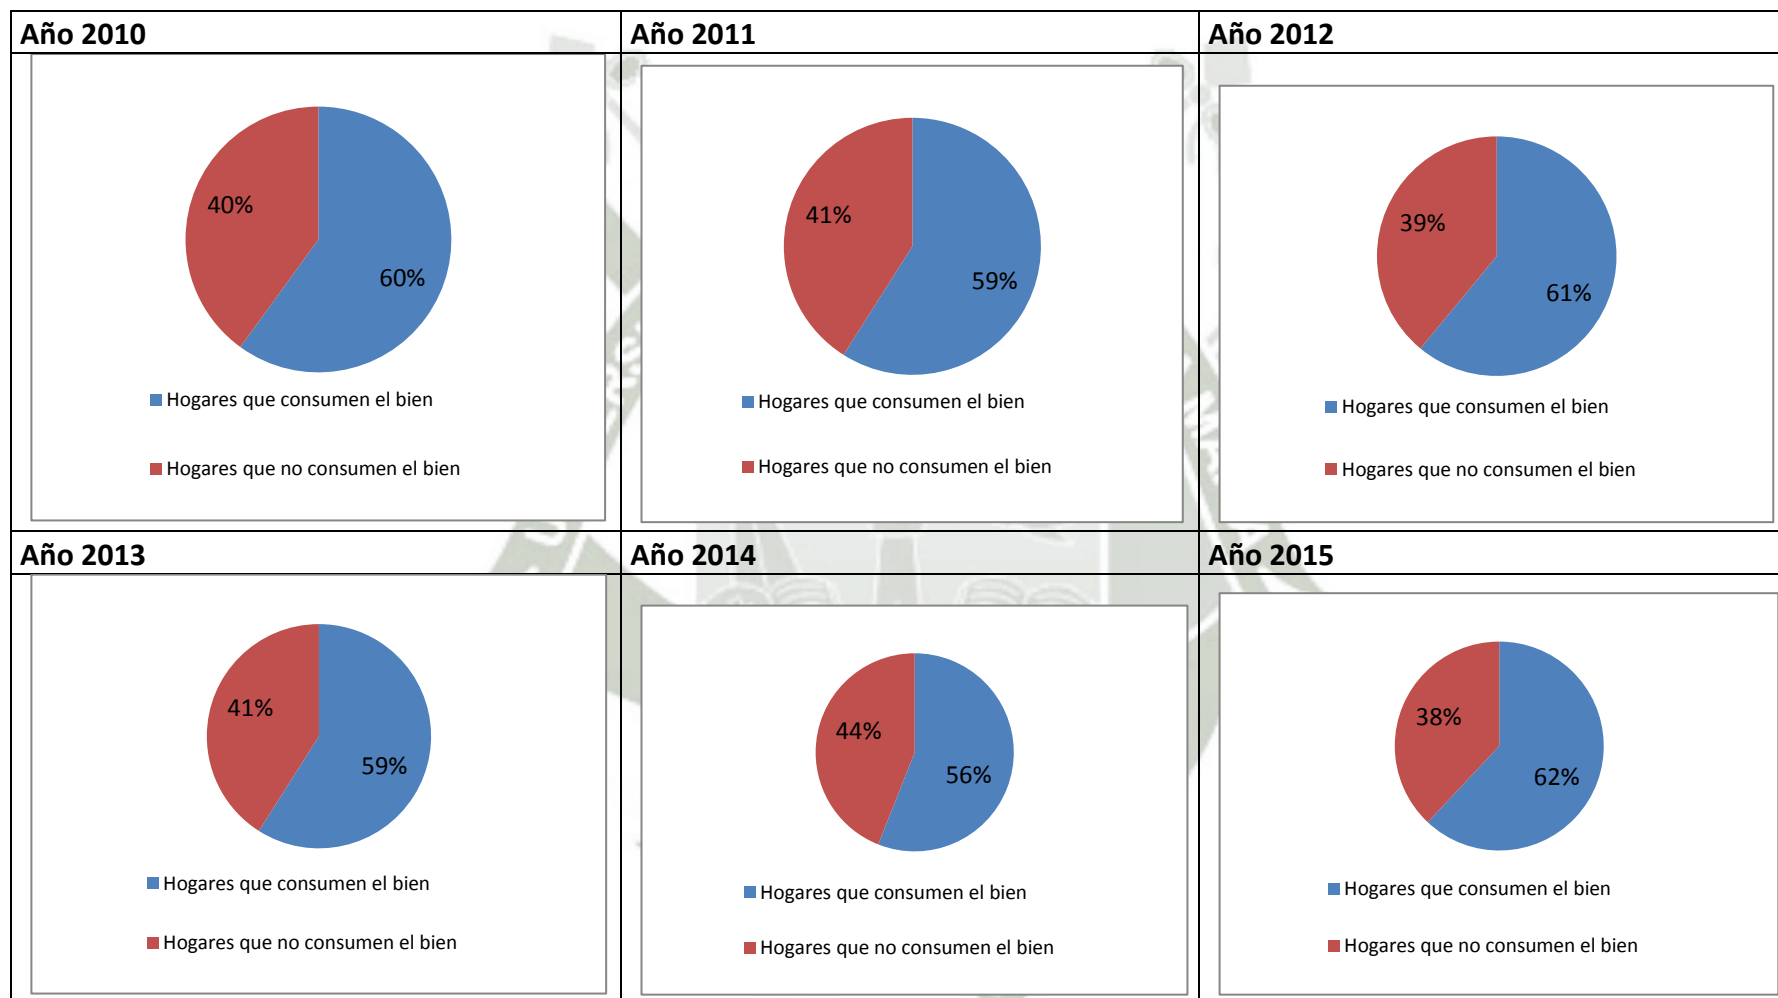 Año 2010
Año 2011
Año 2012
40%
60%
Hogares que consumen el bien
Hogares que no consumen el bien
41%
59%
Hogares que consumen el bien
Hogares que no consumen el bien
39%
61%
Hogares que consumen el bien
Hogares que no consumen el bien
Año 2013
Año 2014
Año 2015
41%
59%
Hogares que consumen el bien
Hogares que no consumen el bien
44%
56%
Hogares que consumen el bien
Hogares que no consumen el bien
38%
62%
Hogares que consumen el bien
Hogares que no consumen el bien